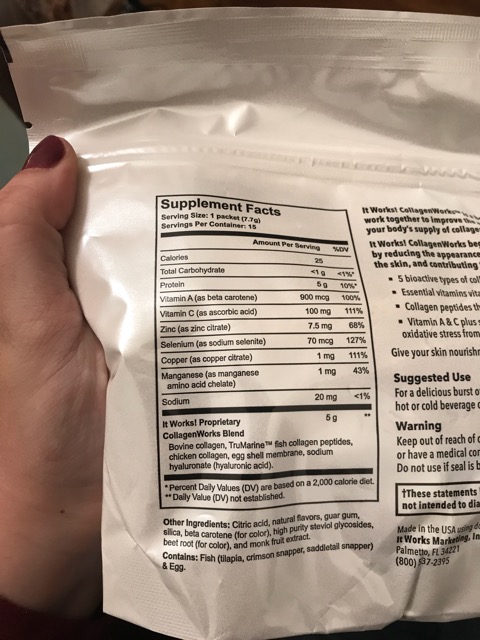 Supplement Facts
Serving Size: 1 packet (7.7g)
Servings Per Container: 15
Amount Per Serving %DV
Calories 25
Total Carbohydrate <1 g <1%*
Protein 5 g 10%*
Vitamin A (as beta carotene) 900 mcg 100%
Vitamin C (as ascorbic acid) 100 mg 111%
Zinc (as zinc citrate) 7.5 mg 68%
Selenium (as sodium selenite) 70 mcg 127%
Copper (as copper citrate) 1 mg 111%
Manganese (as manganese 1 mg 43%
amino acid chelate)
Sodium 20 mg <1%
It Works! Proprietary 5 g **
CollagenWorks Blend
Bovine collagen, TruMarine™ fish collagen peptides,
chicken collagen, egg shell membrane, sodium
hyaluronate (hyaluronic acid).
*Percent Daily Values (DV) are based on a 2,000 calorie diet.
**Daily Value (DV) not established.
Other Ingredients: Citric acid, natural flavors, guar gum,
silica, beta carotene (for color), high purity steviol glycosides,
beet root (for color), and monk fruit extract.
Contains: Fish (tilapia, crimson snapper, saddletail snapper)
& Egg.
It Works! CollagenWorks
work together to improve the
your body's supply of collage
It Works! CollagenWorks
by reducing the appearance
the skin, and contributing
• 5 bioactive types of
• Essential vitamins
• Collagen peptides
• Vitamin A & C plus
oxidative stress from
Give your skin
Suggested Use
For a delicious burst
hot or cold beverage
Warning
Keep out of reach of
or have a medical
Do not use if seal is
†These statements
not intended to
Made in the USA using
It Works Marketing,
Palmetto, FL 34221
(800) 537-2395